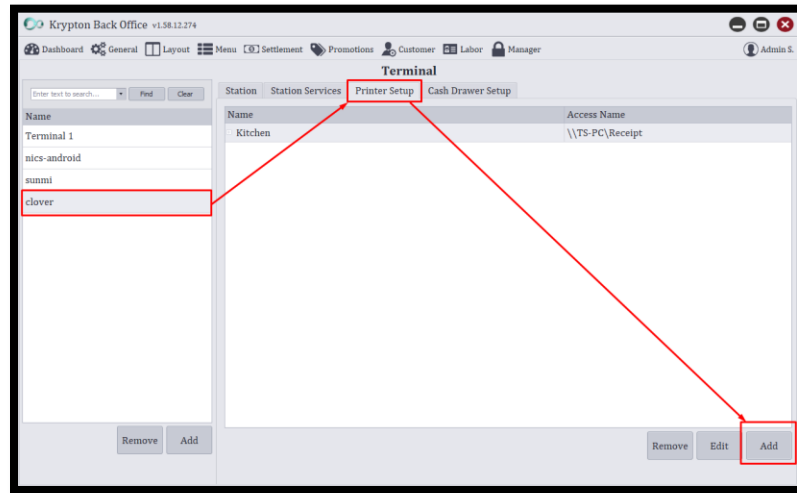 Krypton Back Office v1.58.12.274
Dashboard General Layout Menu Settlement Promotions Customer Labor Manager Admin S.
Terminal
Enter text to search... Find Clear
Station Station Services Printer Setup Cash Drawer Setup
Name
Name Access Name
Terminal 1
Kitchen \\TS-PC\Receipt
nics-android
sunmi
clover
Remove Add
Remove Edit Add